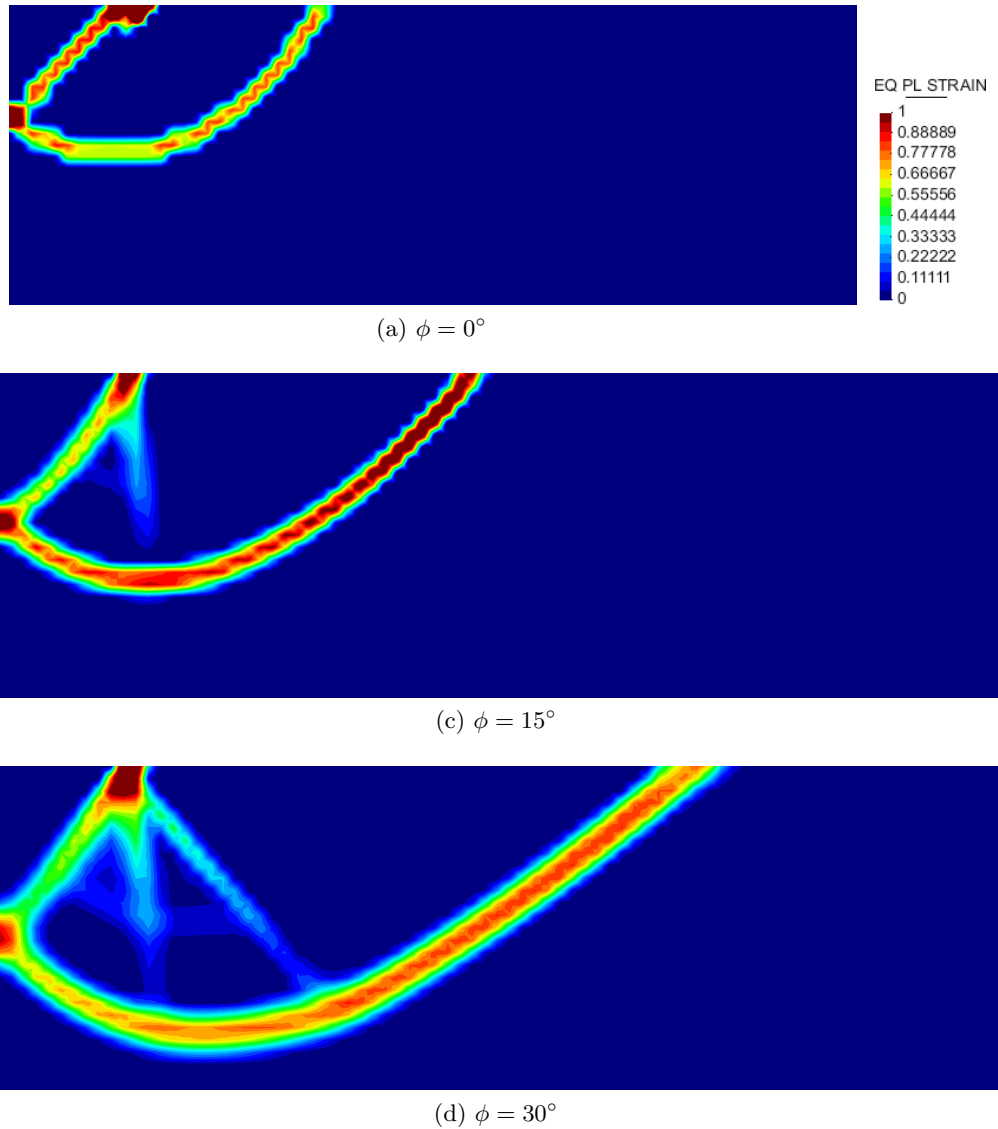 EQ PL STRAIN
1
0.88889
0.77778
0.66667
0.55556
0.44444
0.33333
0.22222
0.11111
0
(a) ϕ = 0°
(c) ϕ = 15°
(d) ϕ = 30°